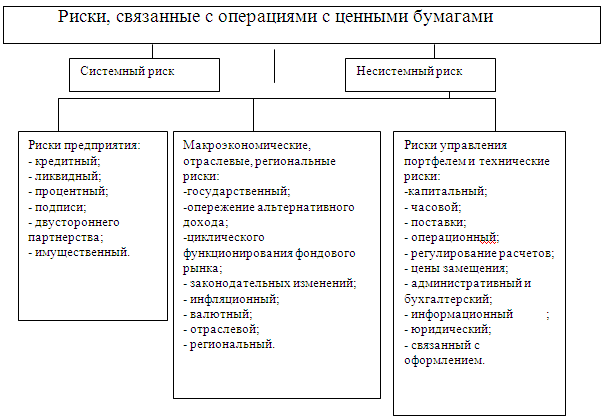 Риски, связанные с операциями с ценными бумагами
Системный риск
Несистемный риск
Риски предприятия:
- кредитный;
- ликвидный;
- процентный;
- подписи;
- двустороннего
партнерства;
- имущественный.
Макроэкономические,
отраслевые, региональные
риски:
-государственный;
-опережение альтернативного
дохода;
-циклического
функционирования фондового
рынка;
- законодательных изменений;
- инфляционный;
- валютный;
- отраслевой;
- региональный.
Риски управления
портфелем и технические
риски:
-капитальный;
- часовой;
- поставки;
- операционный;
- регулирование расчетов;
- цены замещения;
- административный и
бухгалтерский;
- информационный ;
- юридический;
- связанный с
оформлением.